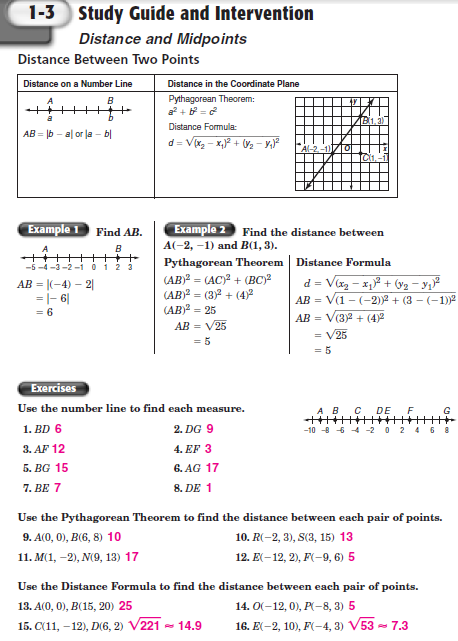 1-3 Study Guide and Intervention
Distance and Midpoints
Distance Between Two Points
Distance on a Number Line
A B
a b
AB = |b − a| or |a − b|
Distance in the Coordinate Plane
Pythagorean Theorem:
a² + b² = c²
Distance Formula:
d = √(x₂ − x₁)² + (y₂ − y₁)²
y
B(1, 3)
A(–2, –1) O x
C(1, –1)
Example 1 Find AB.
A B
–5 –4 –3 –2 –1 0 1 2 3
AB = |(−4) − 2|
= |− 6|
= 6
Example 2 Find the distance between
A(−2, −1) and B(1, 3).
Pythagorean Theorem
(AB)² = (AC)² + (BC)²
(AB)² = (3)² + (4)²
(AB)² = 25
AB = √25
= 5
Distance Formula
d = √(x₂ − x₁)² + (y₂ − y₁)²
AB = √(1 − (−2))² + (3 − (−1))²
AB = √(3)² + (4)²
= √25
= 5
Exercises
Use the number line to find each measure.
A B C D E F G
–10 –8 –6 –4 –2 0 2 4 6 8
1. BD 6 2. DG 9
3. AF 12 4. EF 3
5. BG 15 6. AG 17
7. BE 7 8. DE 1
Use the Pythagorean Theorem to find the distance between each pair of points.
9. A(0, 0), B(6, 8) 10 10. R(−2, 3), S(3, 15) 13
11. M(1, −2), N(9, 13) 17 12. E(−12, 2), F(−9, 6) 5
Use the Distance Formula to find the distance between each pair of points.
13. A(0, 0), B(15, 20) 25 14. O(−12, 0), P(−8, 3) 5
15. C(11, −12), D(6, 2) √221 ≈ 14.9 16. E(−2, 10), F(−4, 3) √53 ≈ 7.3